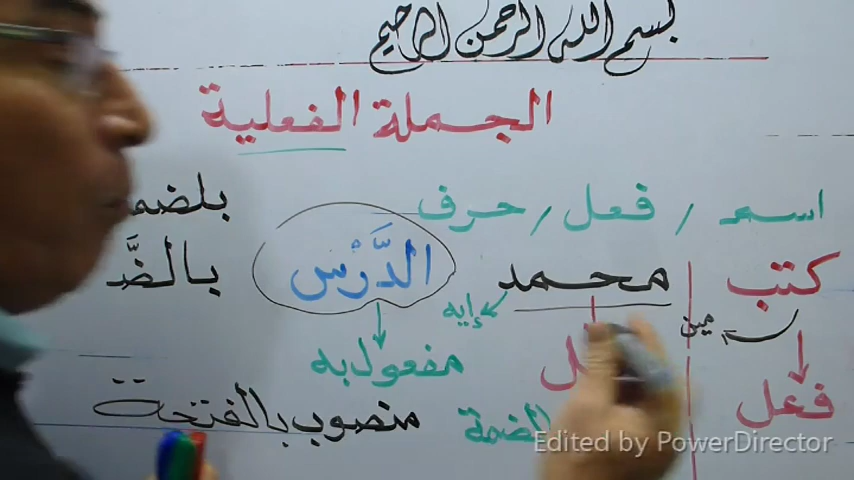 بسم الله الرحمن الرحيم
الجملة الفعلية
اسم / فعل / حرف
كتب محمد الدَّرْس
بالضَّ
مين
إيه
فعل
مفعول به
الضمة
منصوب بالفتحة
Edited by PowerDirector